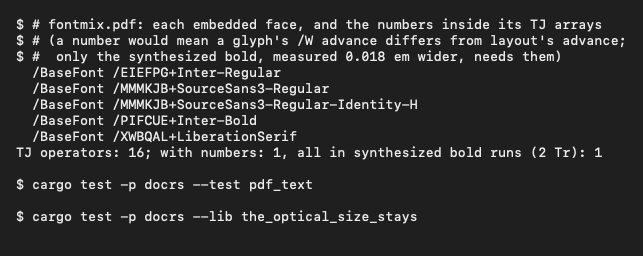 $ # fontmix.pdf: each embedded face, and the numbers inside its TJ arrays
$ # (a number would mean a glyph's /W advance differs from layout's advance;
$ #  only the synthesized bold, measured 0.018 em wider, needs them)
  /BaseFont /EIEFPG+Inter-Regular
  /BaseFont /MMMKJB+SourceSans3-Regular
  /BaseFont /MMMKJB+SourceSans3-Regular-Identity-H
  /BaseFont /PIFCUE+Inter-Bold
  /BaseFont /XWBQAL+LiberationSerif
TJ operators: 16; with numbers: 1, all in synthesized bold runs (2 Tr): 1
$ cargo test -p docrs --test pdf_text
$ cargo test -p docrs --lib the_optical_size_stays